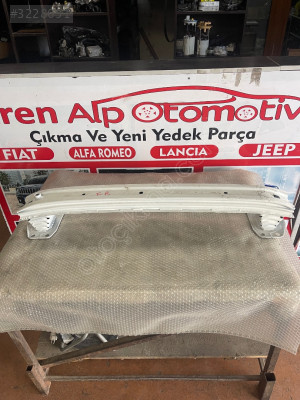 ren Alp Otomotiv
Çıkma Ve Yeni Yedek Parça
FIAT
ALFA ROMEO
LANCIA
JEEP